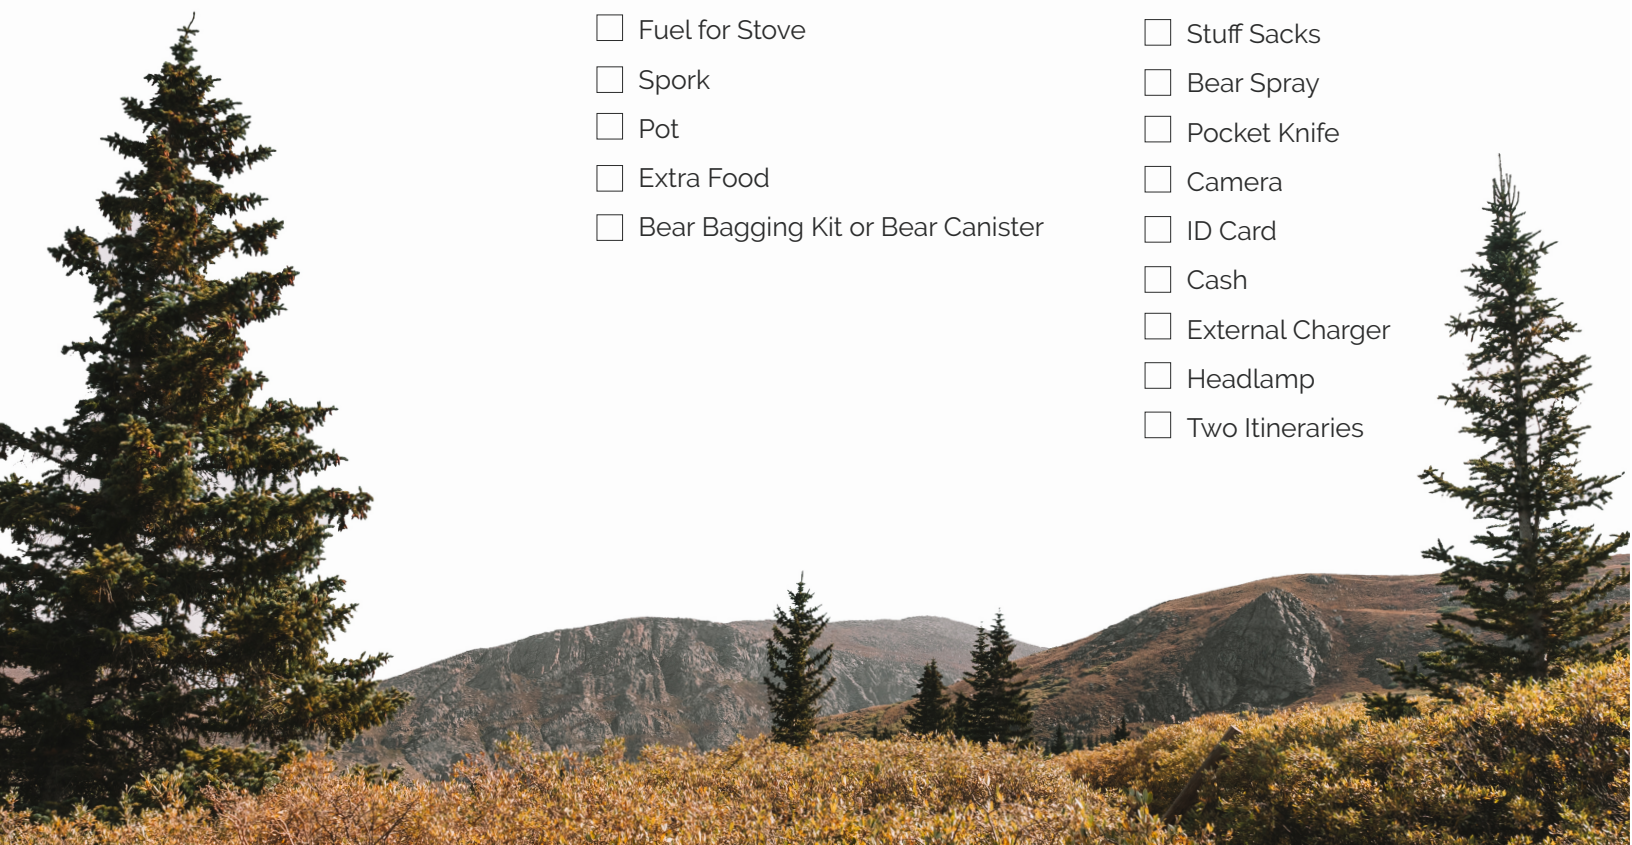 Fuel for Stove
Spork
Pot
Extra Food
Bear Bagging Kit or Bear Canister
Stuff Sacks
Bear Spray
Pocket Knife
Camera
ID Card
Cash
External Charger
Headlamp
Two Itineraries